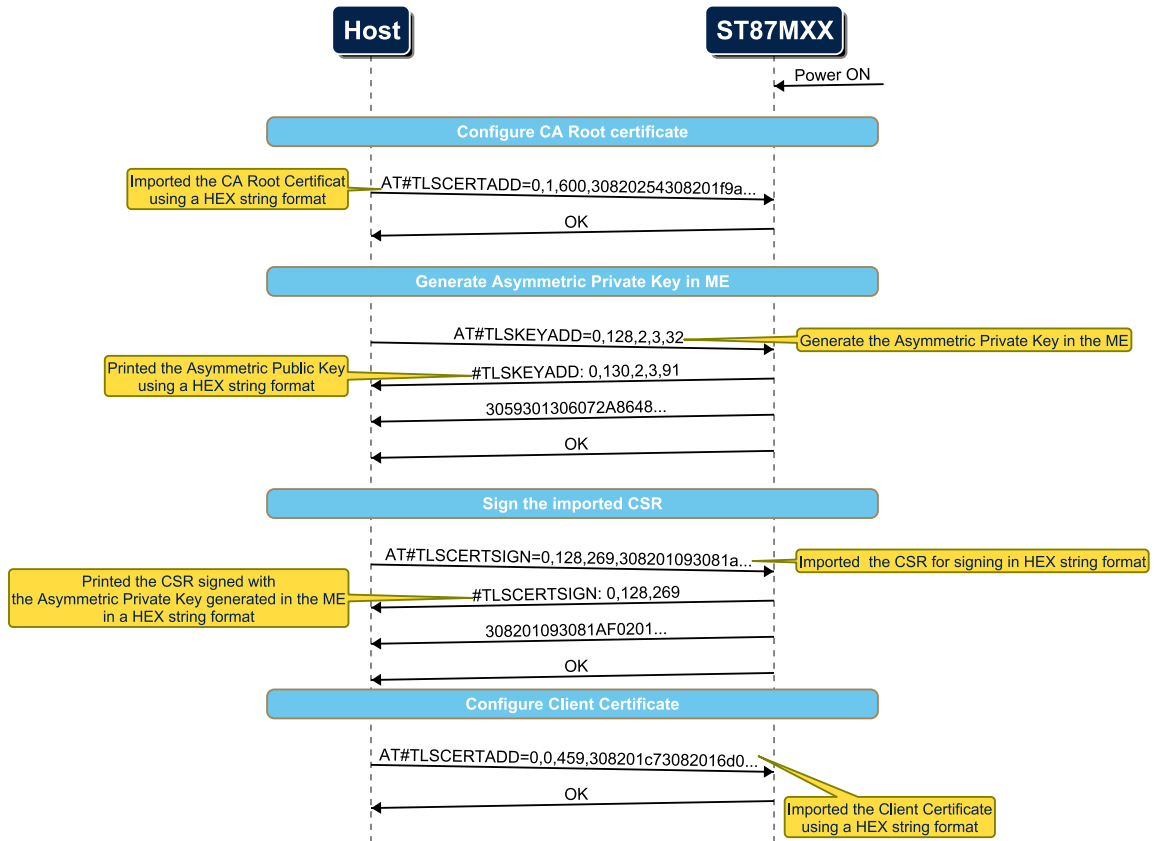 Host
ST87MXX
Power ON
Configure CA Root certificate
Imported the CA Root Certificat
using a HEX string format
AT#TLSCERTADD=0,1,600,30820254308201f9a...
OK
Generate Asymmetric Private Key in ME
AT#TLSKEYADD=0,128,2,3,32
Generate the Asymmetric Private Key in the ME
Printed the Asymmetric Public Key
using a HEX string format
#TLSKEYADD: 0,130,2,3,91
3059301306072A8648...
OK
Sign the imported CSR
AT#TLSCERTSIGN=0,128,269,308201093081a...
Imported  the CSR for signing in HEX string format
Printed the CSR signed with
the Asymmetric Private Key generated in the ME
in a HEX string format
#TLSCERTSIGN: 0,128,269
308201093081AF0201...
OK
Configure Client Certificate
AT#TLSCERTADD=0,0,459,308201c73082016d0...
OK
Imported the Client Certificate
using a HEX string format